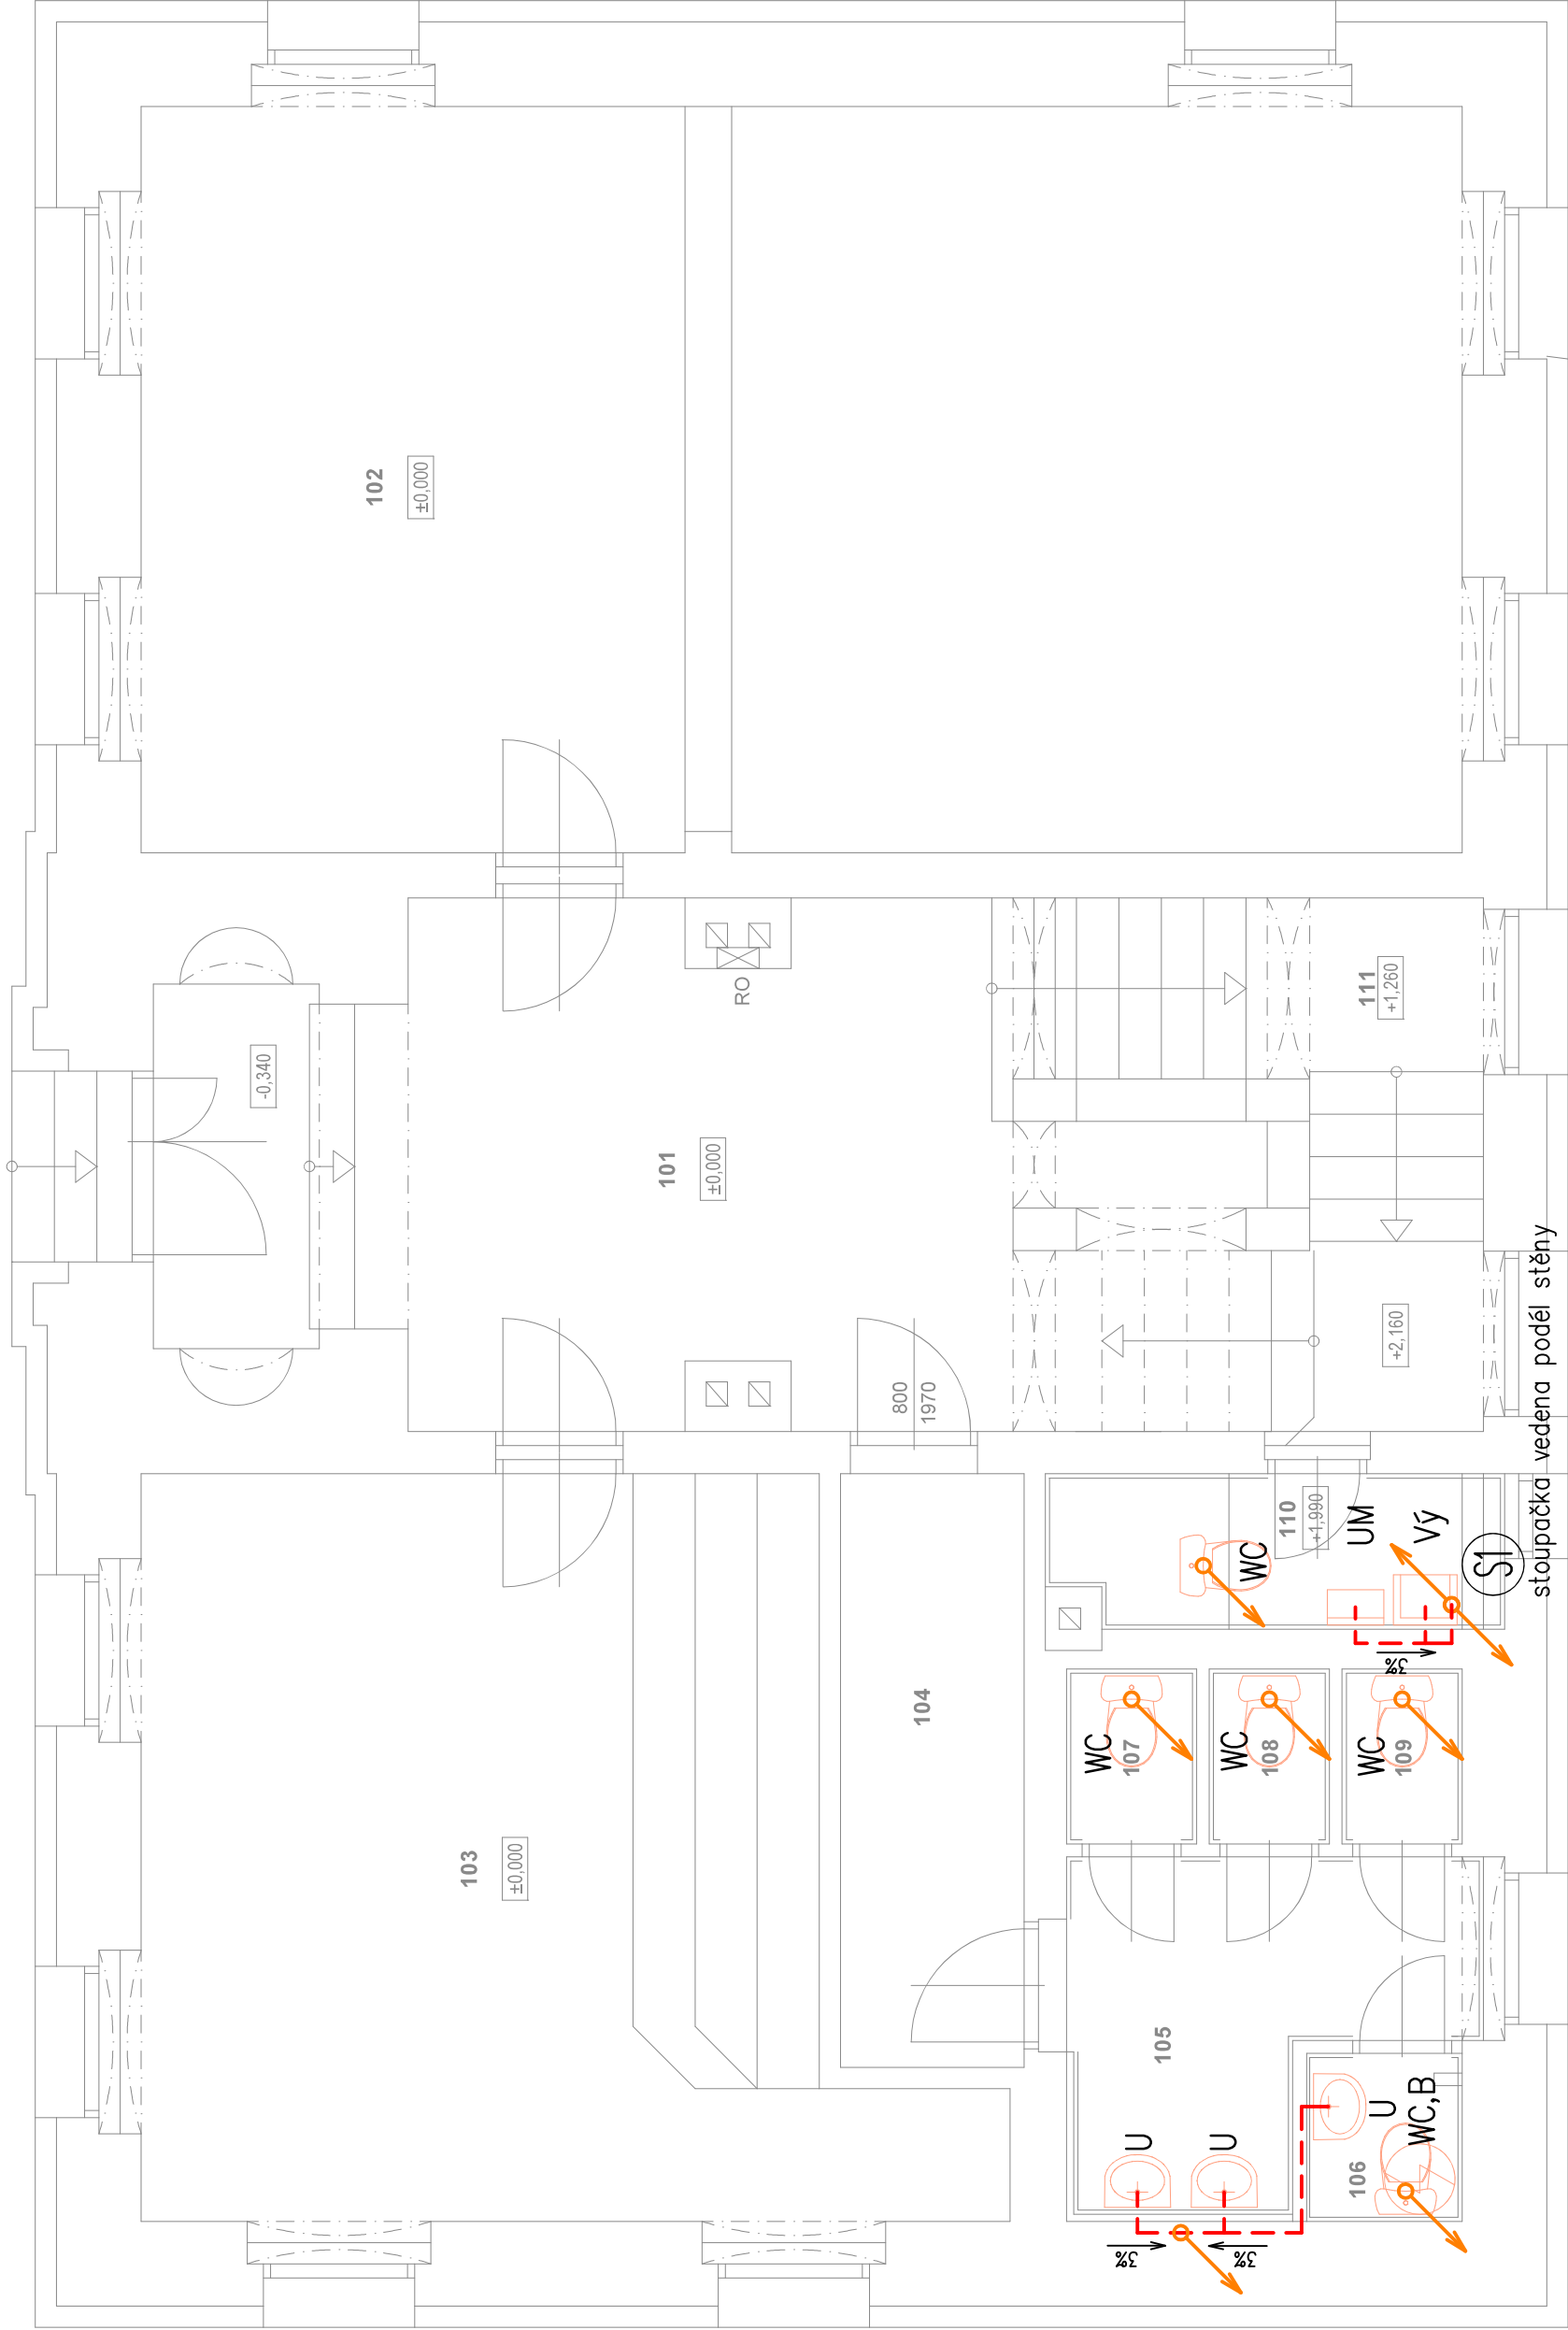 102
±0,000
-0,340
RO
111
+1,260
101
±0,000
+2,160
800
1970
stoupačka vedena podél stěny
S1
110
+1,990
WC
UM
Vý
3%
104
WC
107
WC
108
WC
109
103
±0,000
105
U
U
U
WC,B
106
3%
3%